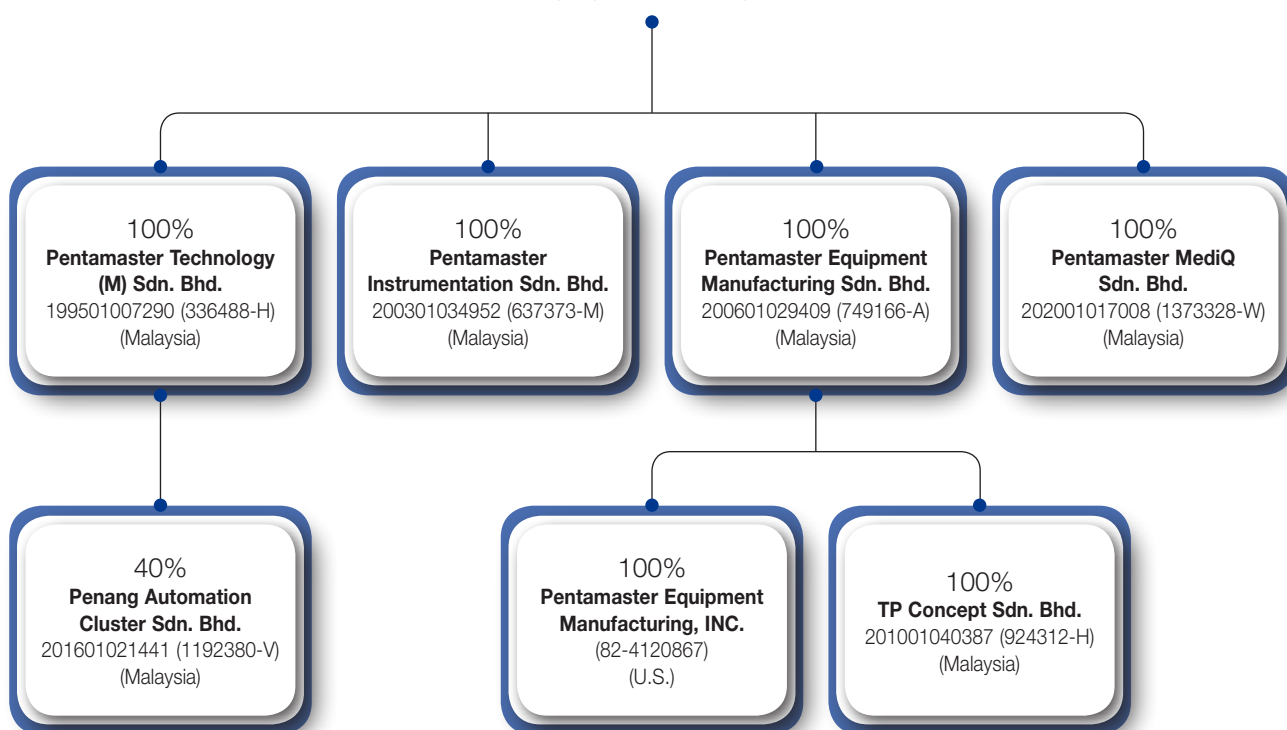 100%
Pentamaster Technology
(M) Sdn. Bhd.
199501007290 (336488-H)
(Malaysia)
100%
Pentamaster
Instrumentation Sdn. Bhd.
200301034952 (637373-M)
(Malaysia)
100%
Pentamaster Equipment
Manufacturing Sdn. Bhd.
200601029409 (749166-A)
(Malaysia)
100%
Pentamaster MediQ
Sdn. Bhd.
202001017008 (1373328-W)
(Malaysia)
40%
Penang Automation
Cluster Sdn. Bhd.
201601021441 (1192380-V)
(Malaysia)
100%
Pentamaster Equipment
Manufacturing, INC.
(82-4120867)
(U.S.)
100%
TP Concept Sdn. Bhd.
201001040387 (924312-H)
(Malaysia)